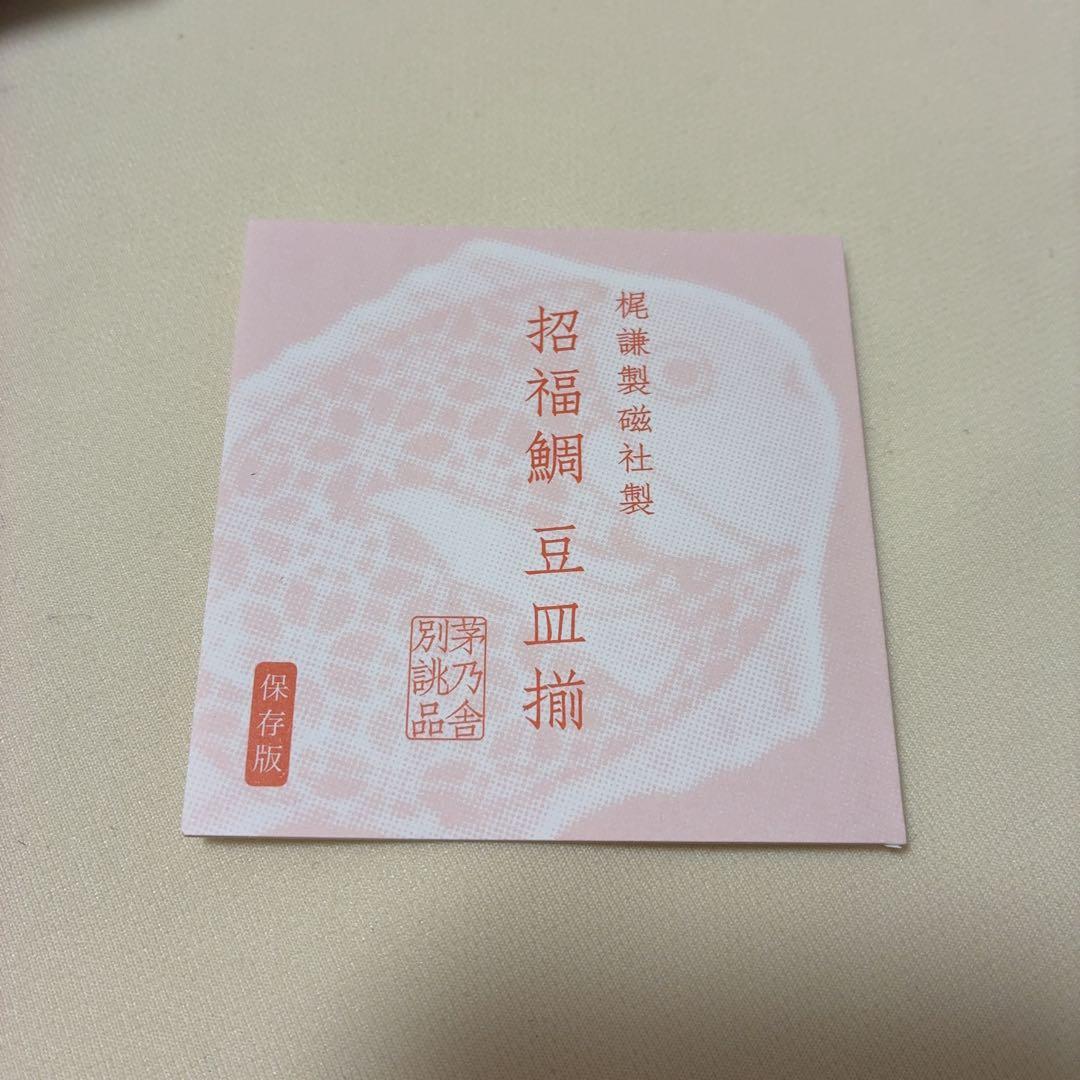 梶謙製磁社製
招福鯛 豆皿揃
茅乃舎
別誂品
保存版